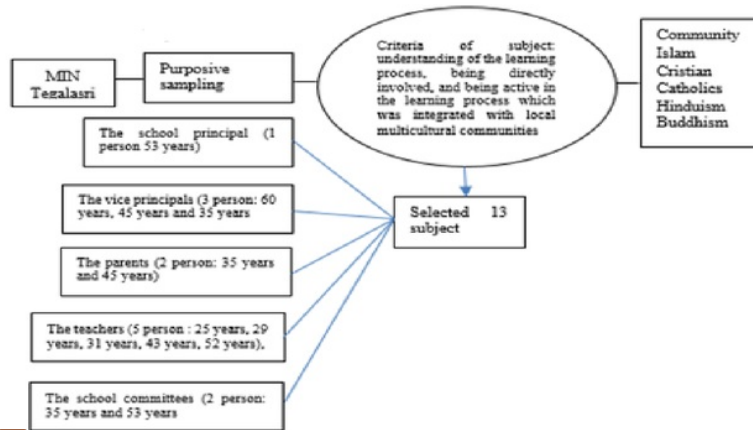 MIN
Tegalasri
Purposive
sampling
Criteria of subject:
understanding of the learning
process, being directly
involved, and being active in
the learning process which
was integrated with local
multicultural communities
Community
Islam
Cristian
Catholics
Hinduism
Buddhism
The school principal (1
person 53 years)
The vice principals (3 person: 60
years, 45 years and 35 years
Selected 13
subject
The parents (2 person: 35 years
and 45 years)
The teachers (5 person : 25 years, 29
years, 31 years, 43 years, 52 years),
The school committees (2 person:
35 years and 53 years